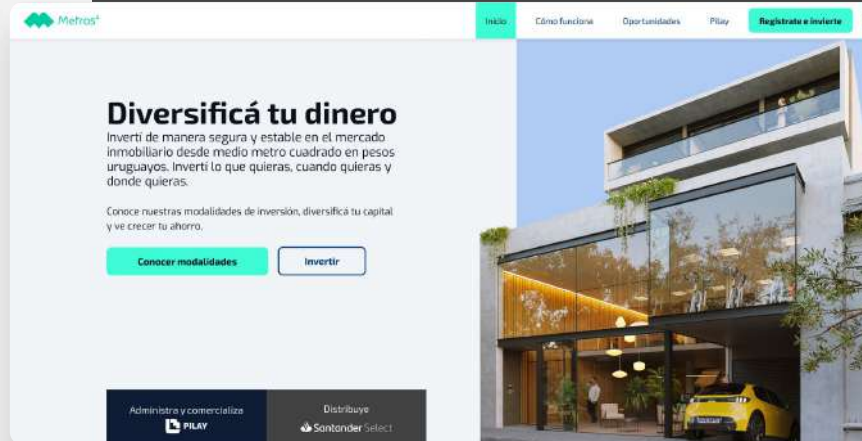 Metros²
Inicio
Cómo funciona
Oportunidades
Pilay
Registrate e invierte
Diversificá tu dinero
Invertí de manera segura y estable en el mercado
inmobiliario desde medio metro cuadrado en pesos
uruguayos. Invertí lo que quieras, cuando quieras y
donde quieras.
Conoce nuestras modalidades de inversión, diversificá tu capital
y ve crecer tu ahorro.
Conocer modalidades
Invertir
Administra y comercializa
PILAY
Distribuye
Santander Select